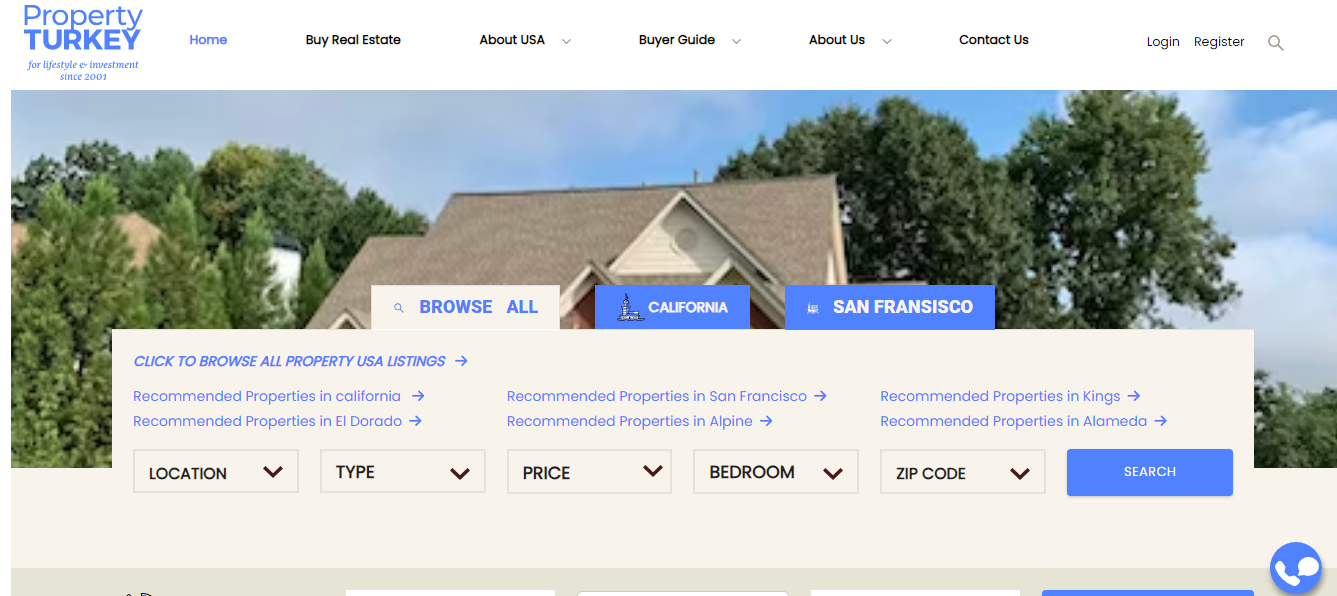 Property
TURKEY
for lifestyle & investment
since 2001
Home
Buy Real Estate
About USA
Buyer Guide
About Us
Contact Us
Login
Register
BROWSE ALL
CALIFORNIA
SAN FRANSISCO
CLICK TO BROWSE ALL PROPERTY USA LISTINGS →
Recommended Properties in california →
Recommended Properties in San Francisco →
Recommended Properties in Kings →
Recommended Properties in El Dorado →
Recommended Properties in Alpine →
Recommended Properties in Alameda →
LOCATION
TYPE
PRICE
BEDROOM
ZIP CODE
SEARCH